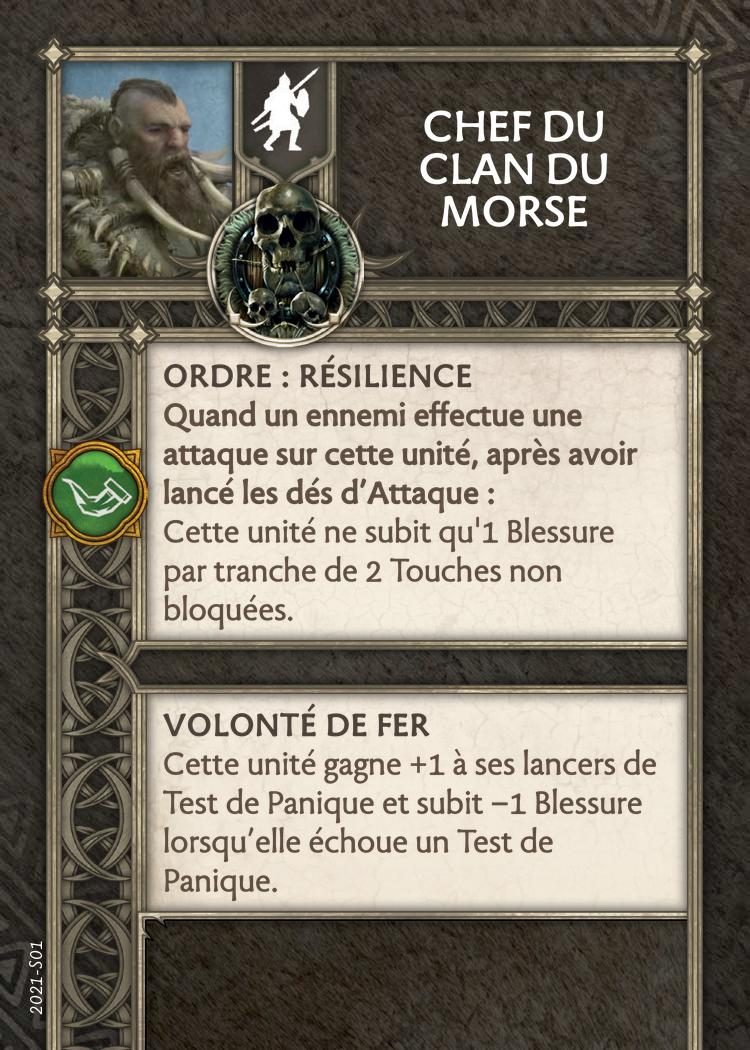 CHEF DU
CLAN DU
MORSE
ORDRE : RÉSILIENCE
Quand un ennemi effectue une
attaque sur cette unité, après avoir
lancé les dés d’Attaque :
Cette unité ne subit qu'1 Blessure
par tranche de 2 Touches non
bloquées.
VOLONTÉ DE FER
Cette unité gagne +1 à ses lancers de
Test de Panique et subit −1 Blessure
lorsqu’elle échoue un Test de
Panique.
2021-S01